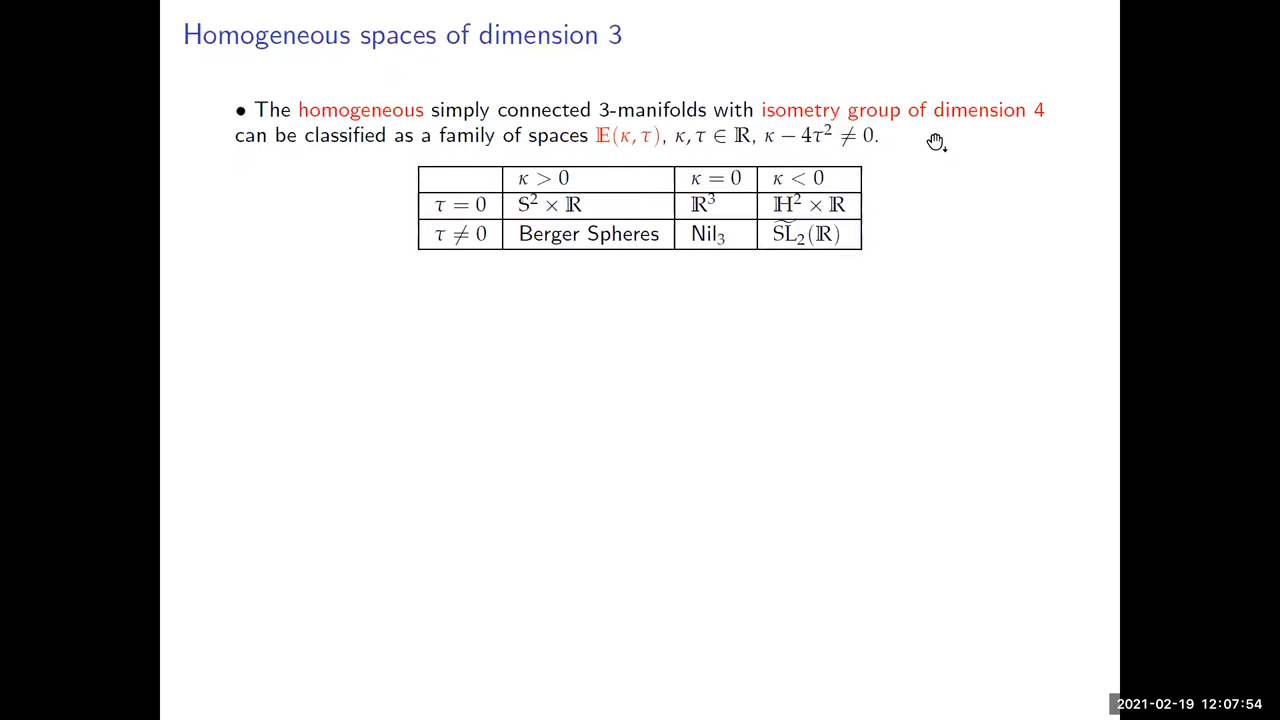 Homogeneous spaces of dimension 3
• The homogeneous simply connected 3-manifolds with isometry group of dimension 4
can be classified as a family of spaces 𝔼(κ, τ), κ, τ ∈ ℝ, κ − 4τ² ≠ 0.
κ > 0 κ = 0 κ < 0
τ = 0 S² × ℝ ℝ³ ℍ² × ℝ
τ ≠ 0 Berger Spheres Nil₃ S͠L₂(ℝ)
2021-02-19 12:07:54